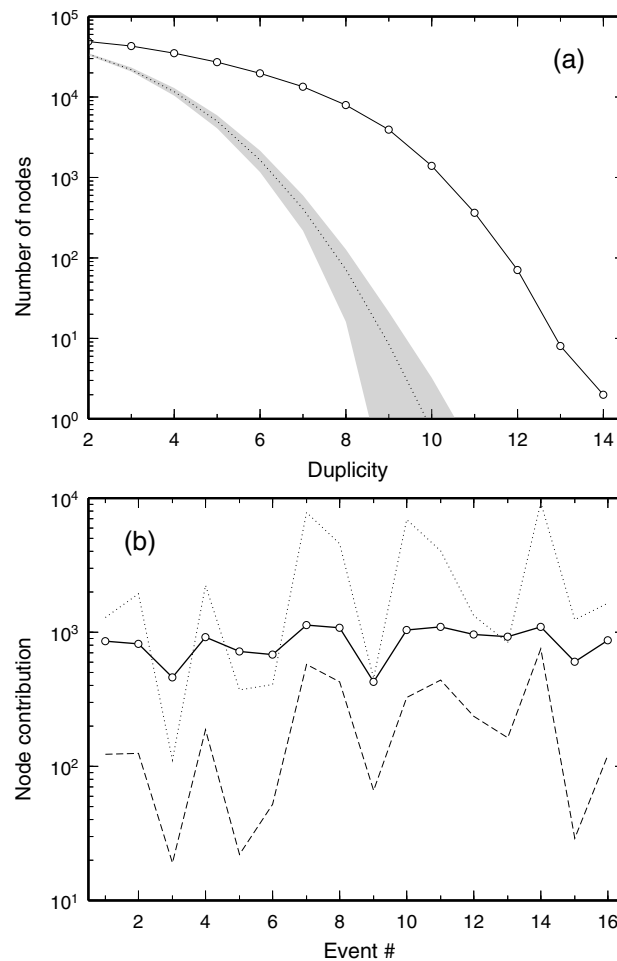 10^5
10^4
10^3
10^2
10^1
10^0
Number of nodes
(a)
2 4 6 8 10 12 14
Duplicity
10^4
10^3
10^2
10^1
Node contribution
(b)
2 4 6 8 10 12 14 16
Event #